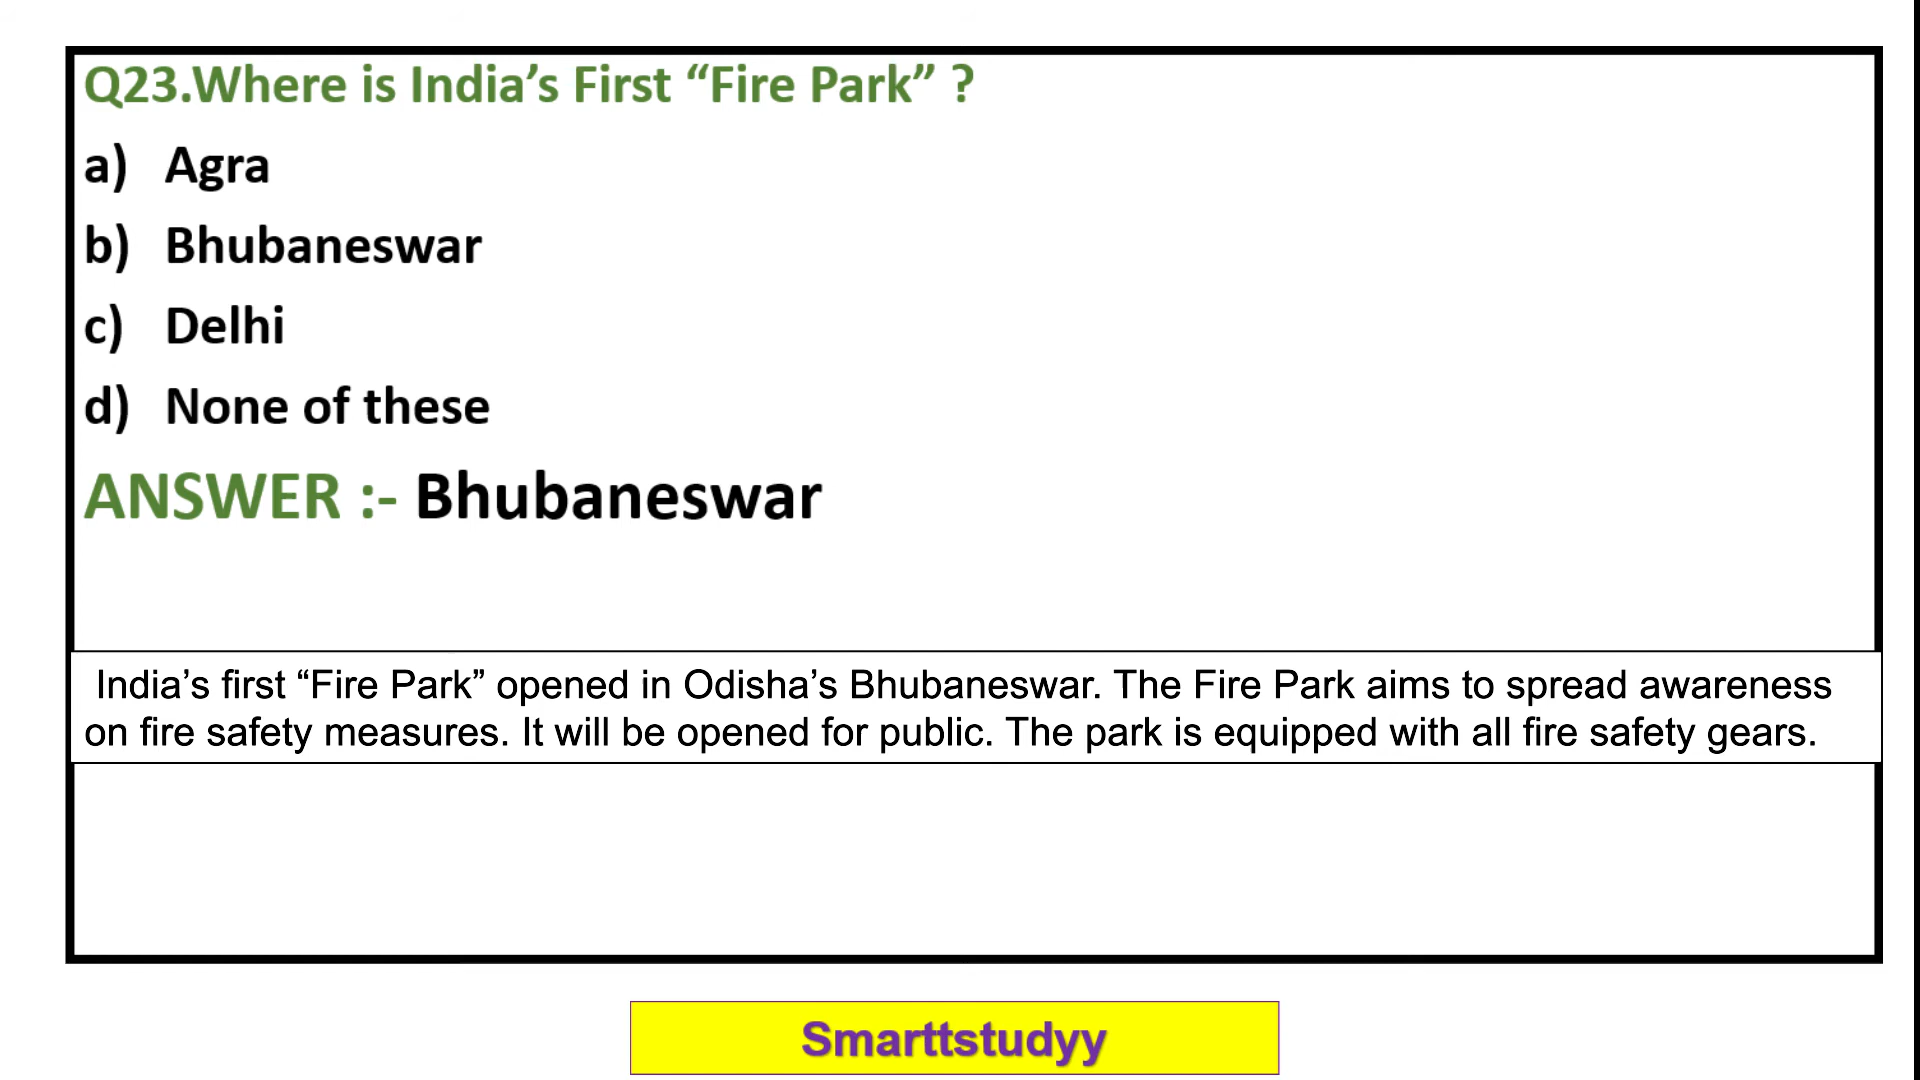 Q23.Where is India’s First “Fire Park” ?
a) Agra
b) Bhubaneswar
c) Delhi
d) None of these
ANSWER :- Bhubaneswar
India’s first “Fire Park” opened in Odisha’s Bhubaneswar. The Fire Park aims to spread awareness
on fire safety measures. It will be opened for public. The park is equipped with all fire safety gears.
Smarttstudyy